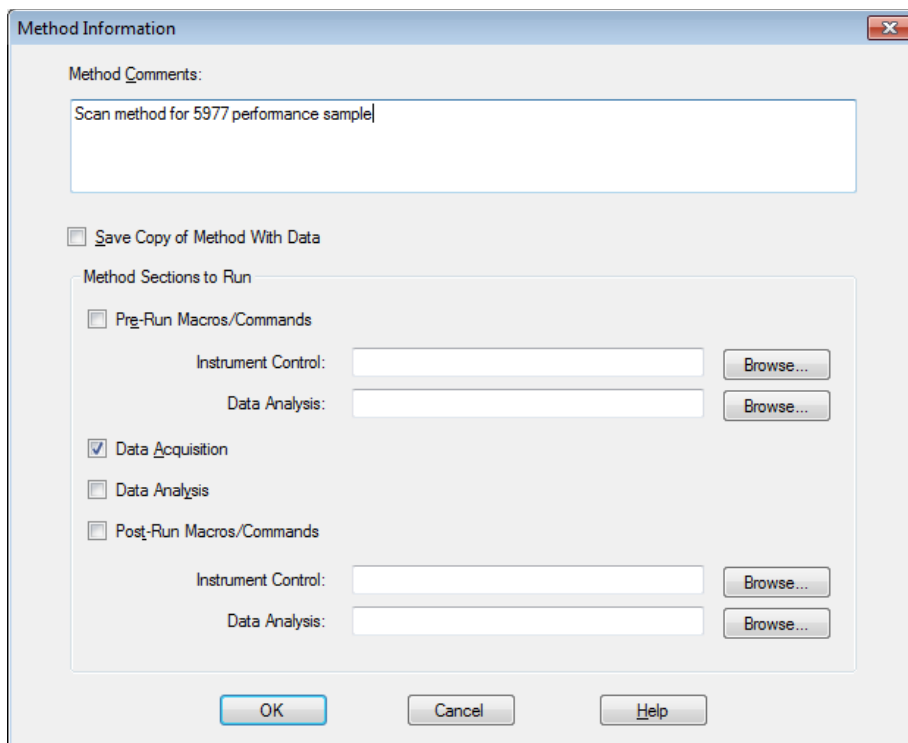 Method Information
Method Comments:
Scan method for 5977 performance sample
Save Copy of Method With Data
Method Sections to Run
Pre-Run Macros/Commands
Instrument Control:
Browse...
Data Analysis:
Browse...
Data Acquisition
Data Analysis
Post-Run Macros/Commands
Instrument Control:
Browse...
Data Analysis:
Browse...
OK Cancel Help